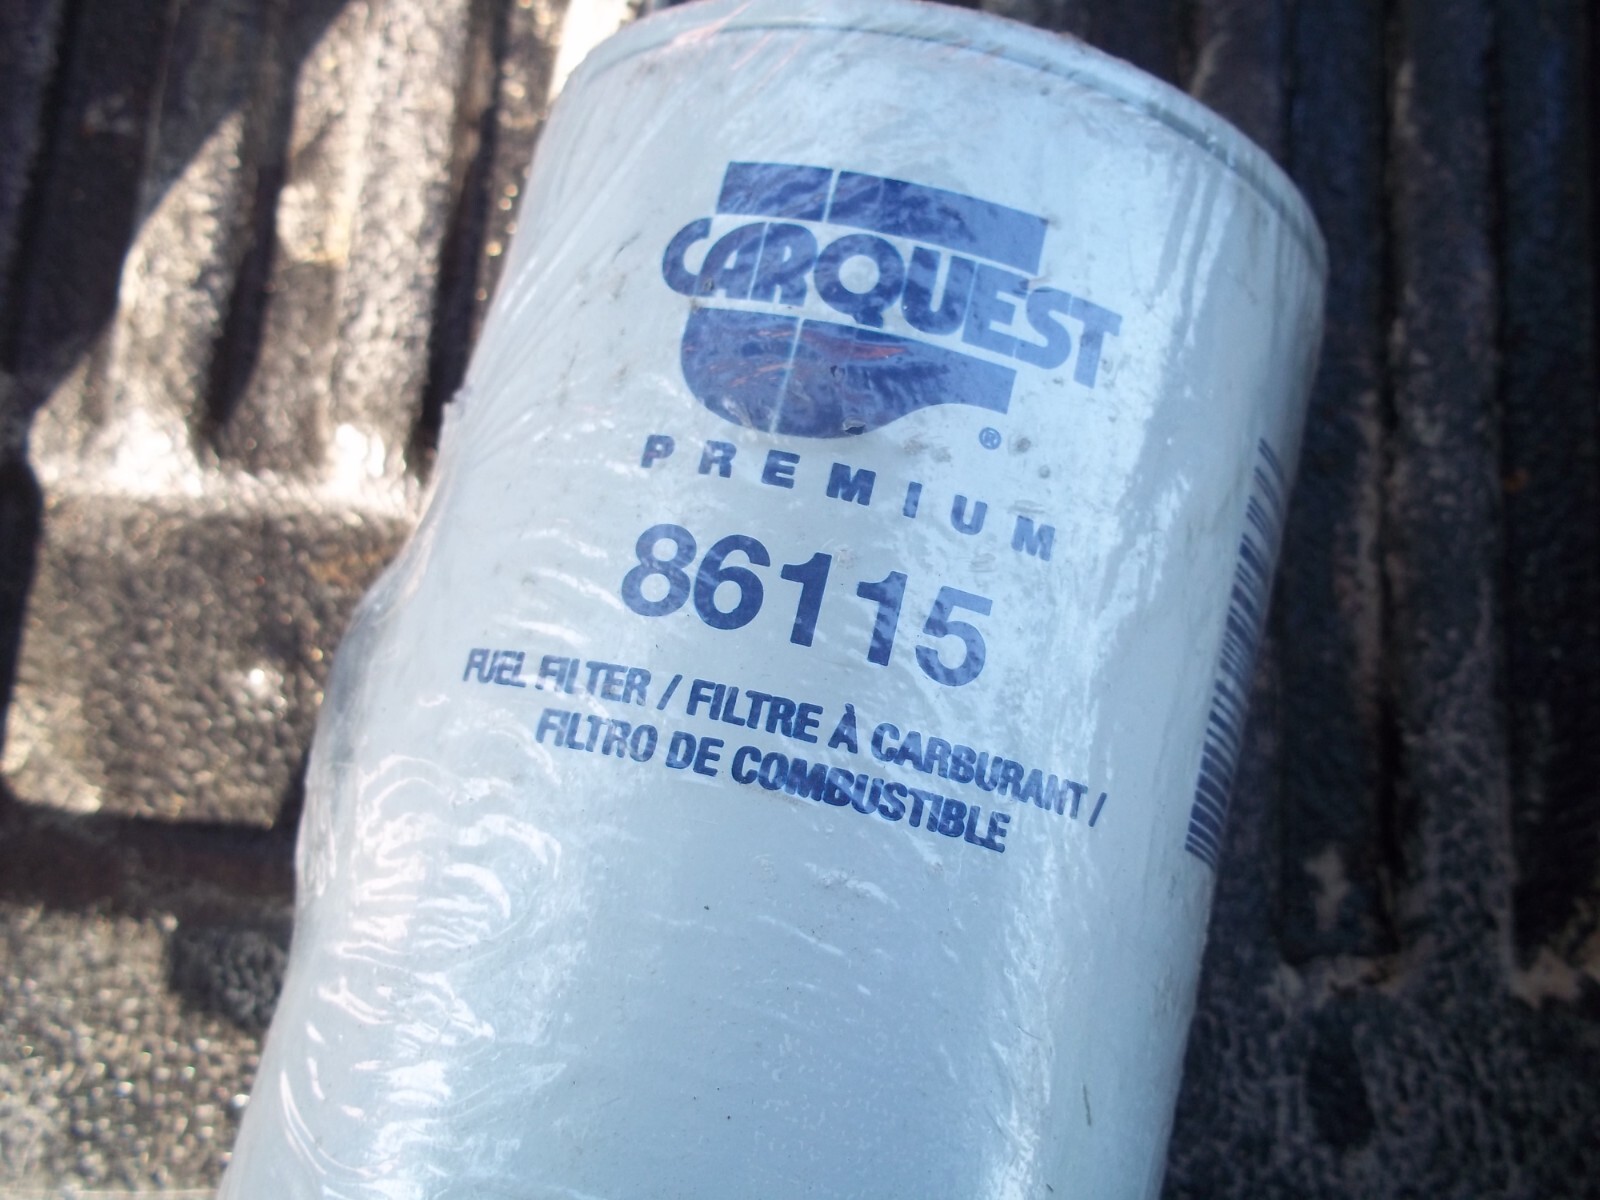 CARQUEST
®
PREMIUM
86115
FUEL FILTER / FILTRE À CARBURANT /
FILTRO DE COMBUSTIBLE